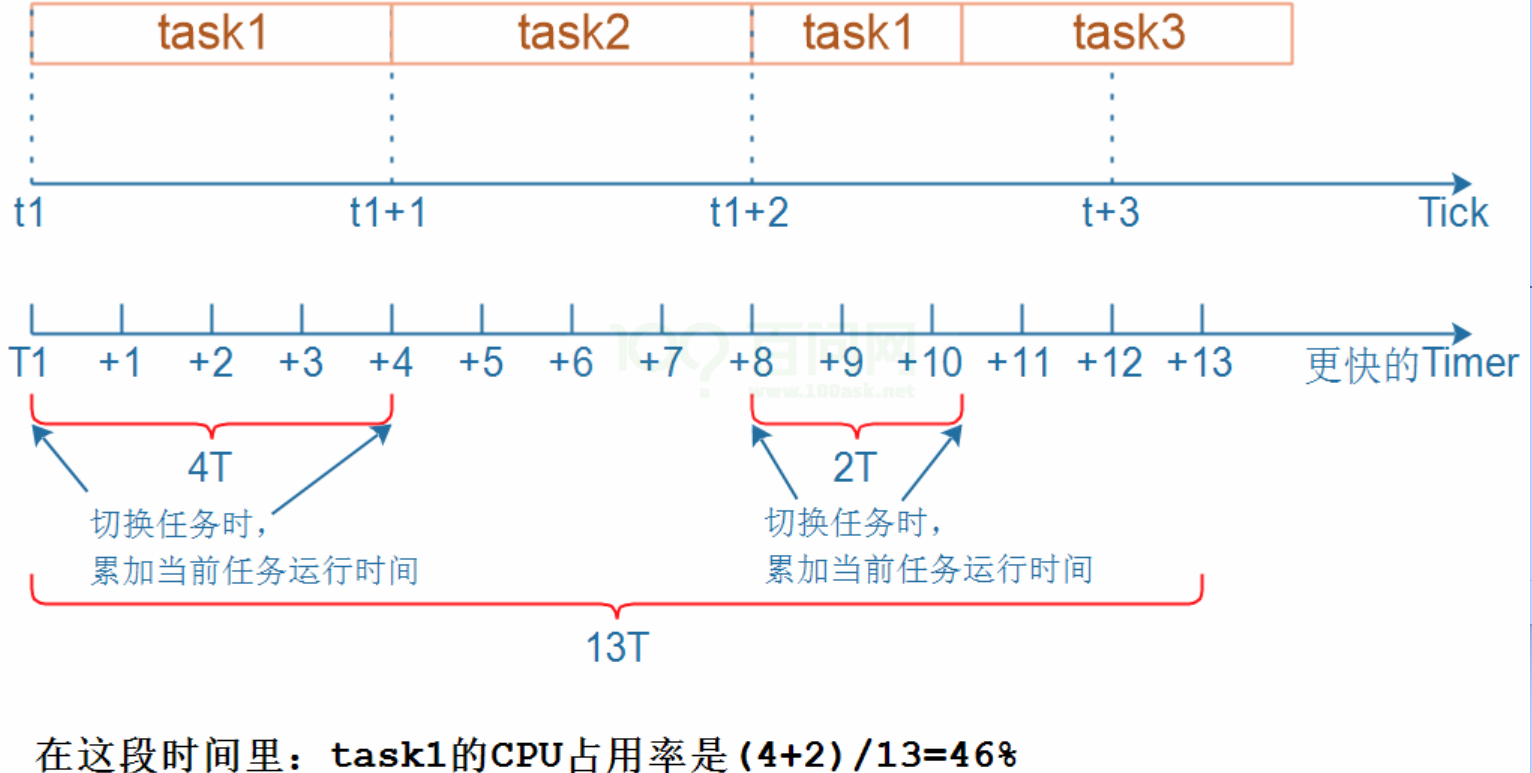 task1 task2 task1 task3
t1 t1+1 t1+2 t+3 Tick
100? 百问网
www.100ask.net
T1 +1 +2 +3 +4 +5 +6 +7 +8 +9 +10 +11 +12 +13 更快的Timer
4T 2T
切换任务时，
累加当前任务运行时间
切换任务时，
累加当前任务运行时间
13T
在这段时间里：task1的CPU占用率是(4+2)/13=46%